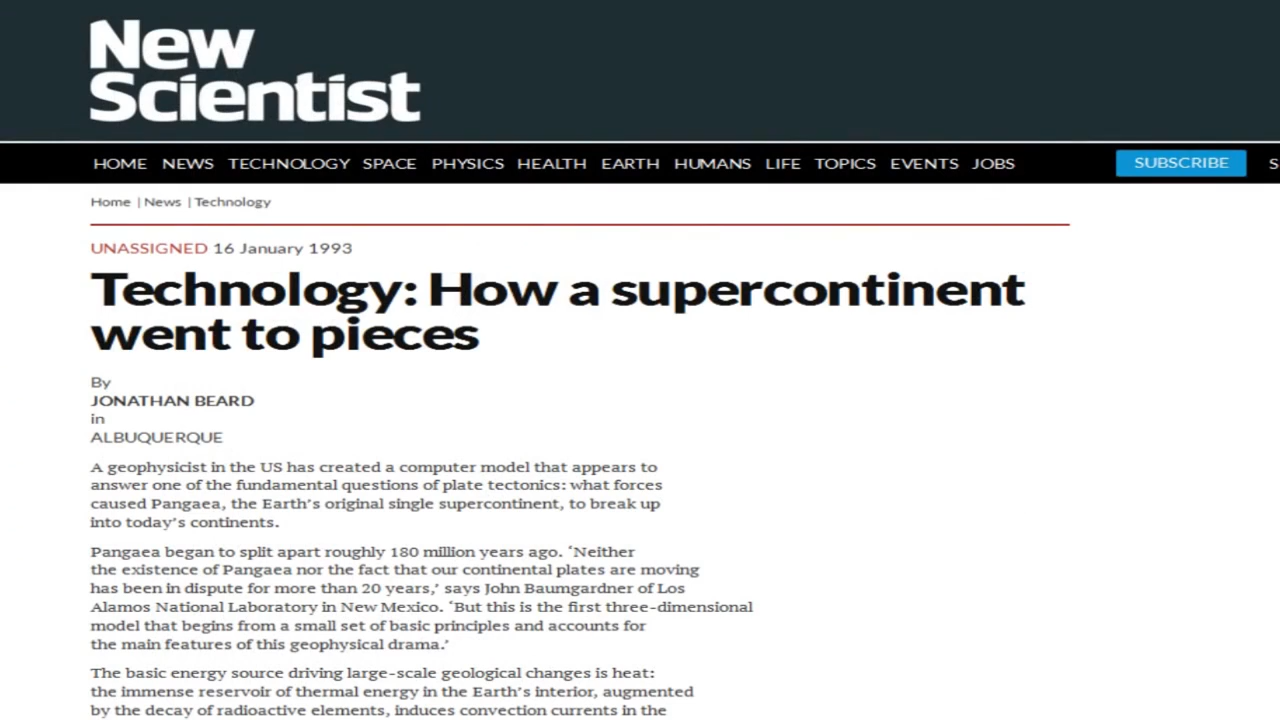 New
Scientist
HOME NEWS TECHNOLOGY SPACE PHYSICS HEALTH EARTH HUMANS LIFE TOPICS EVENTS JOBS SUBSCRIBE S
Home | News | Technology
UNASSIGNED 16 January 1993
Technology: How a supercontinent
went to pieces
By
JONATHAN BEARD
in
ALBUQUERQUE
A geophysicist in the US has created a computer model that appears to
answer one of the fundamental questions of plate tectonics: what forces
caused Pangaea, the Earth’s original single supercontinent, to break up
into today’s continents.
Pangaea began to split apart roughly 180 million years ago. ‘Neither
the existence of Pangaea nor the fact that our continental plates are moving
has been in dispute for more than 20 years,’ says John Baumgardner of Los
Alamos National Laboratory in New Mexico. ‘But this is the first three-dimensional
model that begins from a small set of basic principles and accounts for
the main features of this geophysical drama.’
The basic energy source driving large-scale geological changes is heat:
the immense reservoir of thermal energy in the Earth’s interior, augmented
by the decay of radioactive elements, induces convection currents in the